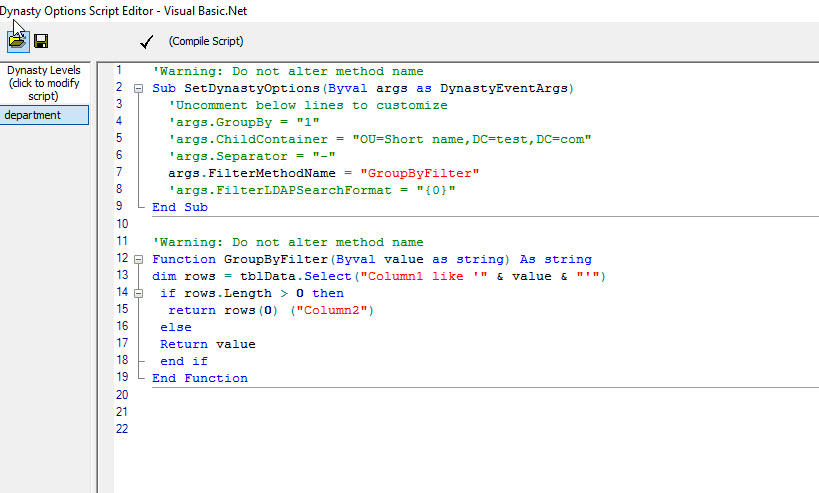 Dynasty Options Script Editor - Visual Basic.Net
(Compile Script)
Dynasty Levels
(click to modify
script)
department
1 'Warning: Do not alter method name
2 Sub SetDynastyOptions(Byval args as DynastyEventArgs)
3 'Uncomment below lines to customize
4 'args.GroupBy = "1"
5 'args.ChildContainer = "OU=Short name,DC=test,DC=com"
6 'args.Separator = "-"
7 args.FilterMethodName = "GroupByFilter"
8 'args.FilterLDAPSearchFormat = "{0}"
9 End Sub
10
11 'Warning: Do not alter method name
12 Function GroupByFilter(Byval value as string) As string
13 dim rows = tblData.Select("Column1 like '" & value & "'")
14 if rows.Length > 0 then
15 return rows(0) ("Column2")
16 else
17 Return value
18 end if
19 End Function
20
21
22